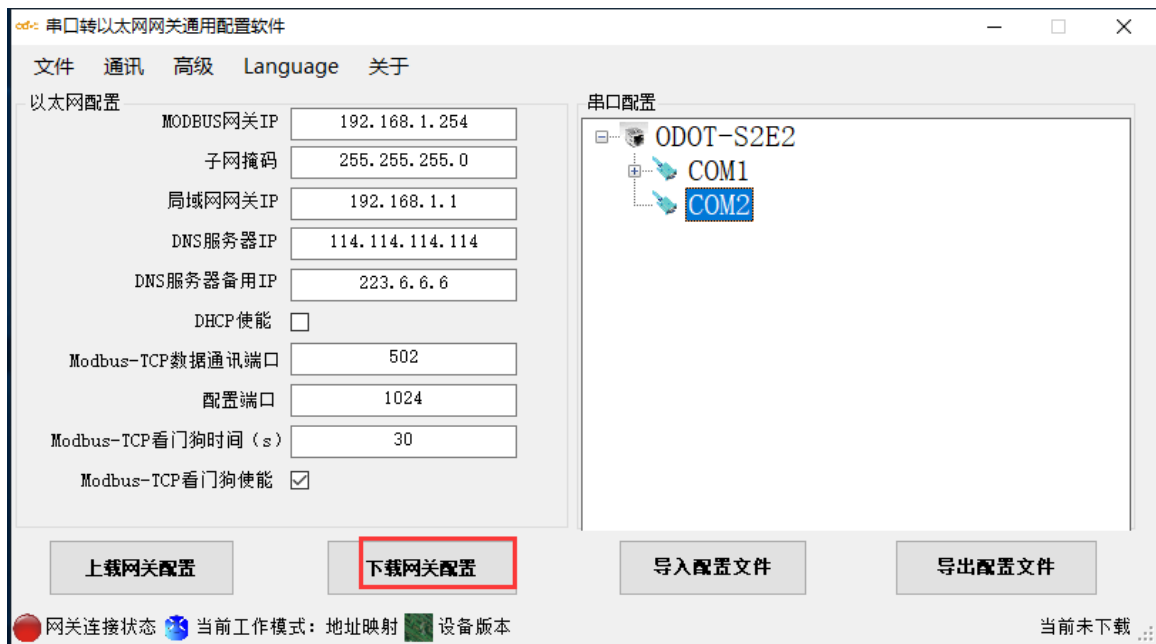 串口转以太网网关通用配置软件
文件 通讯 高级 Language 关于
以太网配置
MODBUS网关IP 192.168.1.254
子网掩码 255.255.255.0
局域网网关IP 192.168.1.1
DNS服务器IP 114.114.114.114
DNS服务器备用IP 223.6.6.6
DHCP使能
Modbus-TCP数据通讯端口 502
配置端口 1024
Modbus-TCP看门狗时间（s） 30
Modbus-TCP看门狗使能
串口配置
ODOT-S2E2
COM1
COM2
上载网关配置 下载网关配置 导入配置文件 导出配置文件
网关连接状态 当前工作模式：地址映射 设备版本 当前未下载